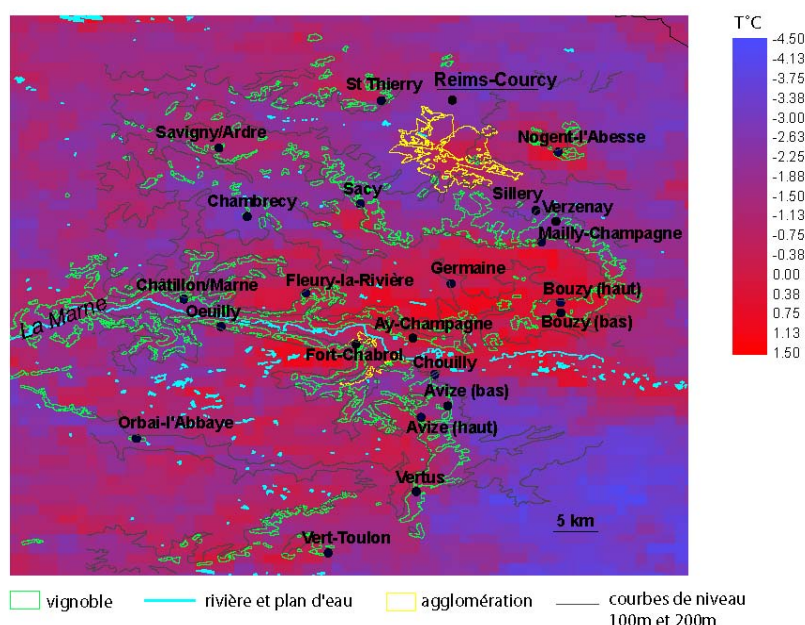 T°C
-4.50
-4.13
-3.75
-3.38
-3.00
-2.63
-2.25
-1.88
-1.50
-1.13
-0.75
-0.38
0.00
0.38
0.75
1.13
1.50
St Thierry
Reims-Courcy
Savigny/Ardre
Nogent-l'Abesse
Sacy
Sillery
Chambrecy
Verzenay
Mailly-Champagne
Germaine
Châtillon/Marne
Fleury-la-Rivière
Bouzy (haut)
La Marne
Oeuilly
Ay-Champagne
Bouzy (bas)
Fort-Chabrol
Chouilly
Avize (bas)
Orbai-l'Abbaye
Avize (haut)
Vertus
5 km
Vert-Toulon
vignoble
rivière et plan d'eau
agglomération
courbes de niveau
100m et 200m